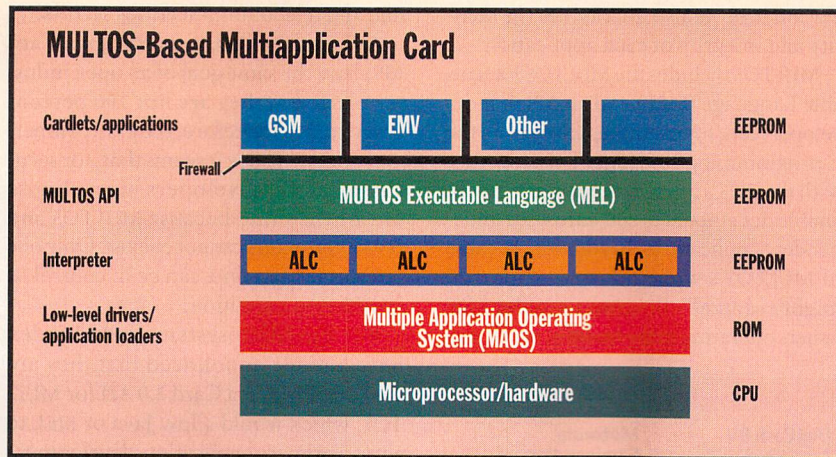 MULTOS-Based Multiapplication Card
Cardlets/applications GSM EMV Other EEPROM
Firewall
MULTOS API MULTOS Executable Language (MEL) EEPROM
Interpreter ALC ALC ALC ALC EEPROM
Low-level drivers/
application loaders
Multiple Application Operating
System (MAOS)
ROM
Microprocessor/hardware CPU